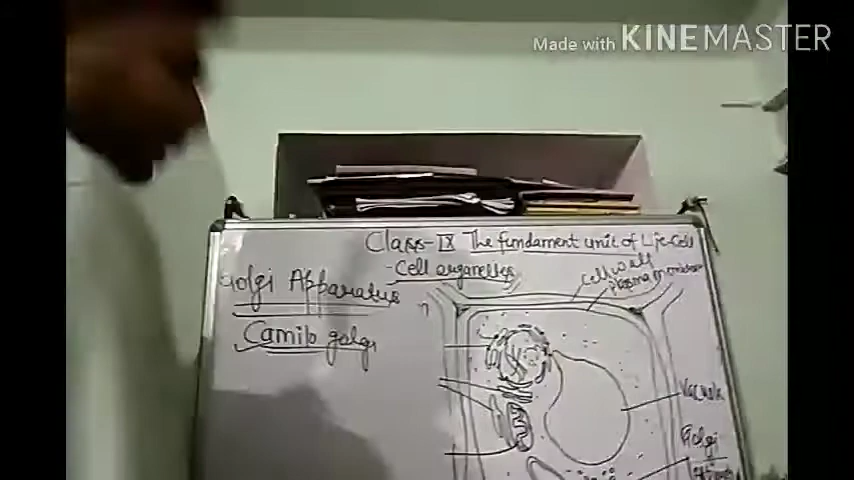 Made with KINEMASTER
Class-IX The fundament unit of Life-Cell
-Cell organelles
Golgi Apparatus
Camilo golgi
cell wall
plasma membrane
Vacuole
Golgi